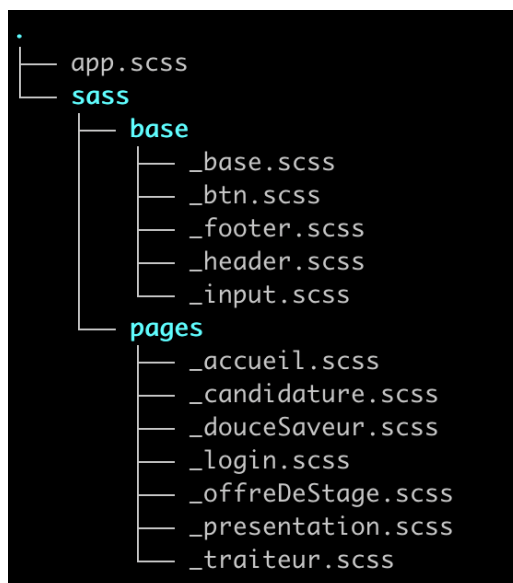 .
├── app.scss
└── sass
    ├── base
    │   ├── _base.scss
    │   ├── _btn.scss
    │   ├── _footer.scss
    │   ├── _header.scss
    │   └── _input.scss
    └── pages
        ├── _accueil.scss
        ├── _candidature.scss
        ├── _douceSaveur.scss
        ├── _login.scss
        ├── _offreDeStage.scss
        ├── _presentation.scss
        └── _traiteur.scss